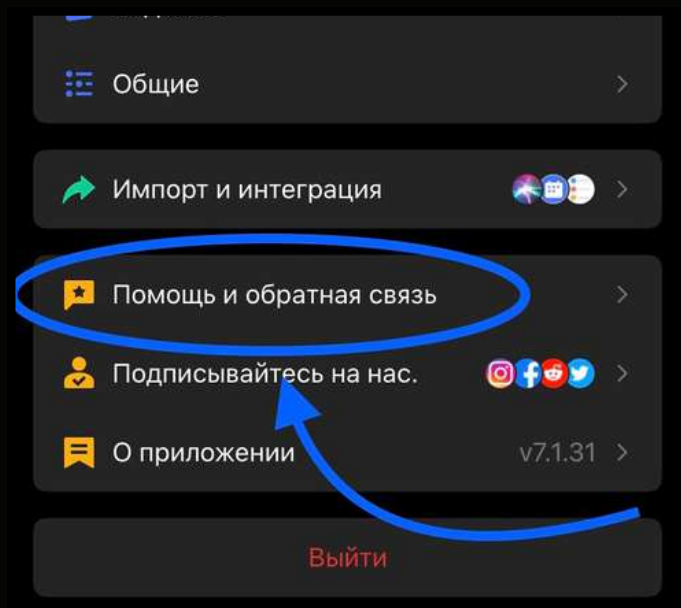 Общие
Импорт и интеграция
Помощь и обратная связь
Подписывайтесь на нас.
О приложении v7.1.31
Выйти